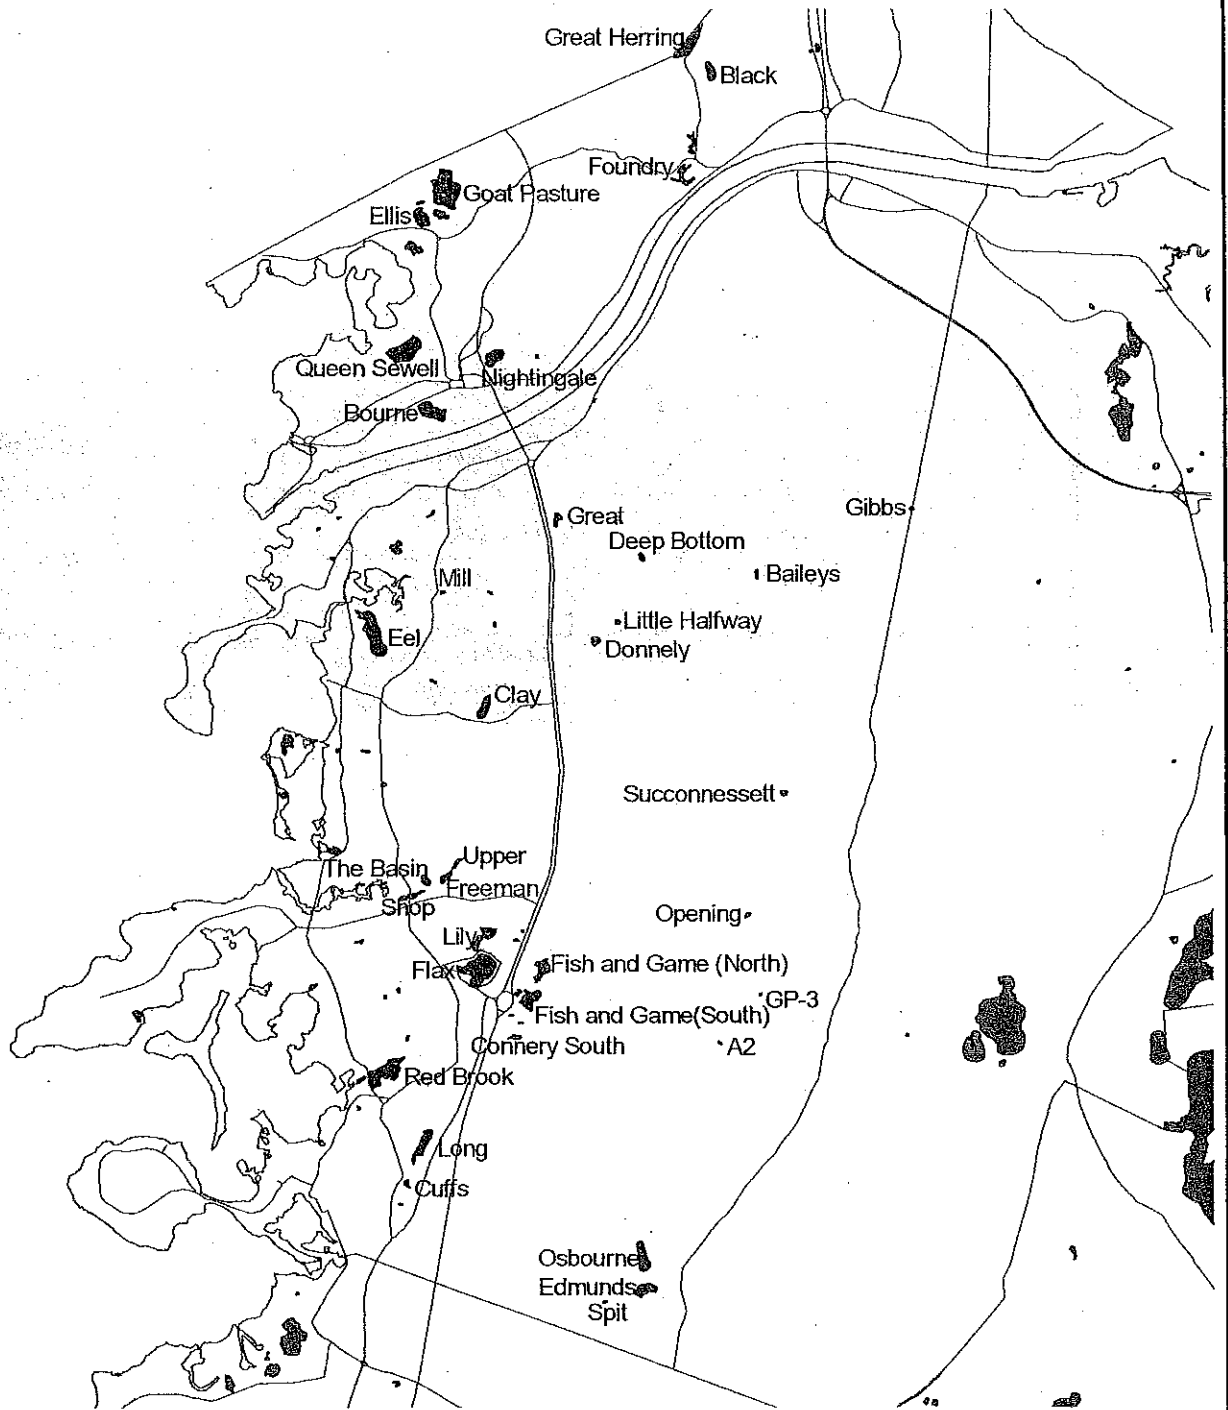 Great Herring
Black
Foundry
Goat Pasture
Ellis
Queen Sewell
Nightingale
Bourne
Gibbs
Great
Deep Bottom
Baileys
Mill
Little Halfway
Eel
Donnely
Clay
Succonnessett
Upper
The Basin
Freeman
Shop
Opening
Lily
Fish and Game (North)
Flax
GP-3
Fish and Game(South)
Connery South
A2
Red Brook
Long
Cuffs
Osbourne
Edmunds
Spit